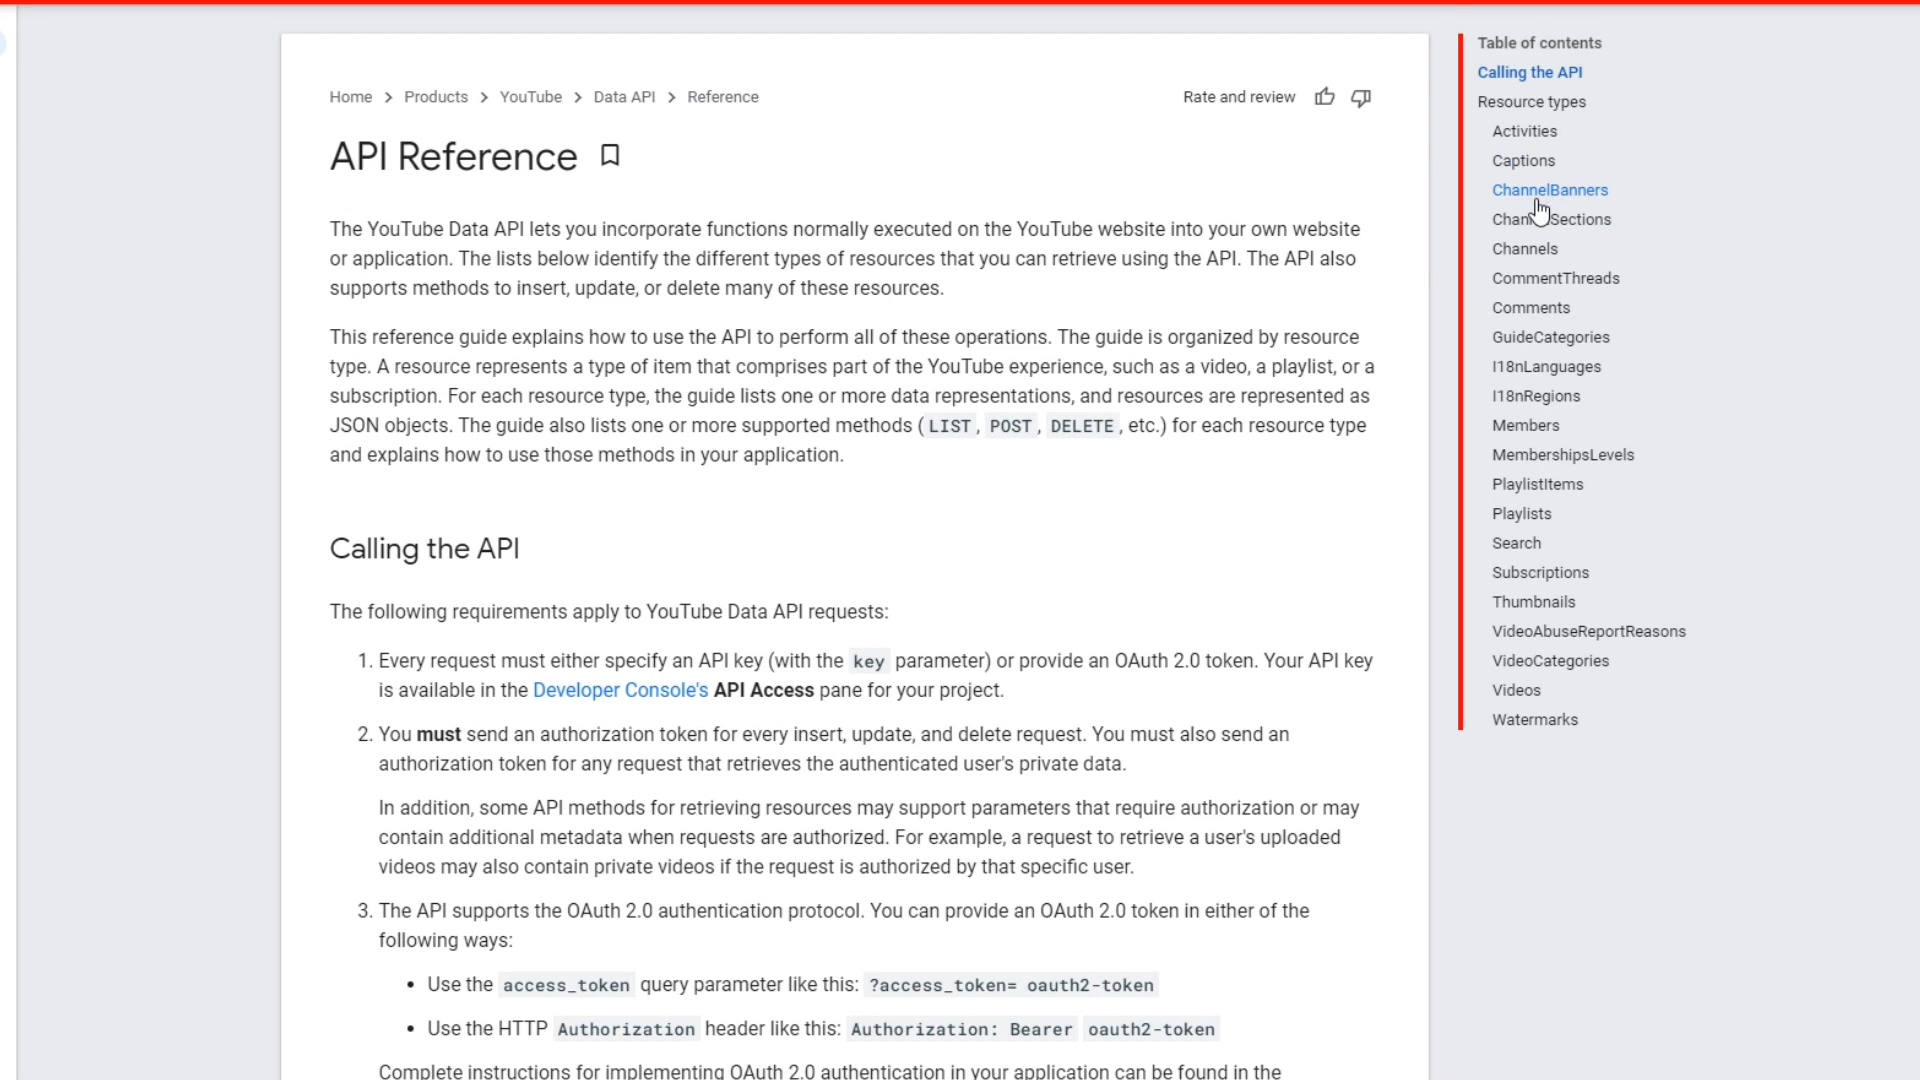 Home > Products > YouTube > Data API > Reference
Rate and review
API Reference
The YouTube Data API lets you incorporate functions normally executed on the YouTube website into your own website
or application. The lists below identify the different types of resources that you can retrieve using the API. The API also
supports methods to insert, update, or delete many of these resources.
This reference guide explains how to use the API to perform all of these operations. The guide is organized by resource
type. A resource represents a type of item that comprises part of the YouTube experience, such as a video, a playlist, or a
subscription. For each resource type, the guide lists one or more data representations, and resources are represented as
JSON objects. The guide also lists one or more supported methods ( LIST , POST , DELETE , etc.) for each resource type
and explains how to use those methods in your application.
Calling the API
The following requirements apply to YouTube Data API requests:
1. Every request must either specify an API key (with the key parameter) or provide an OAuth 2.0 token. Your API key
is available in the Developer Console's API Access pane for your project.
2. You must send an authorization token for every insert, update, and delete request. You must also send an
authorization token for any request that retrieves the authenticated user's private data.
In addition, some API methods for retrieving resources may support parameters that require authorization or may
contain additional metadata when requests are authorized. For example, a request to retrieve a user's uploaded
videos may also contain private videos if the request is authorized by that specific user.
3. The API supports the OAuth 2.0 authentication protocol. You can provide an OAuth 2.0 token in either of the
following ways:
• Use the access_token query parameter like this: ?access_token= oauth2-token
• Use the HTTP Authorization header like this: Authorization: Bearer oauth2-token
Complete instructions for implementing OAuth 2.0 authentication in your application can be found in the
Table of contents
Calling the API
Resource types
Activities
Captions
ChannelBanners
ChannelSections
Channels
CommentThreads
Comments
GuideCategories
I18nLanguages
I18nRegions
Members
MembershipsLevels
PlaylistItems
Playlists
Search
Subscriptions
Thumbnails
VideoAbuseReportReasons
VideoCategories
Videos
Watermarks